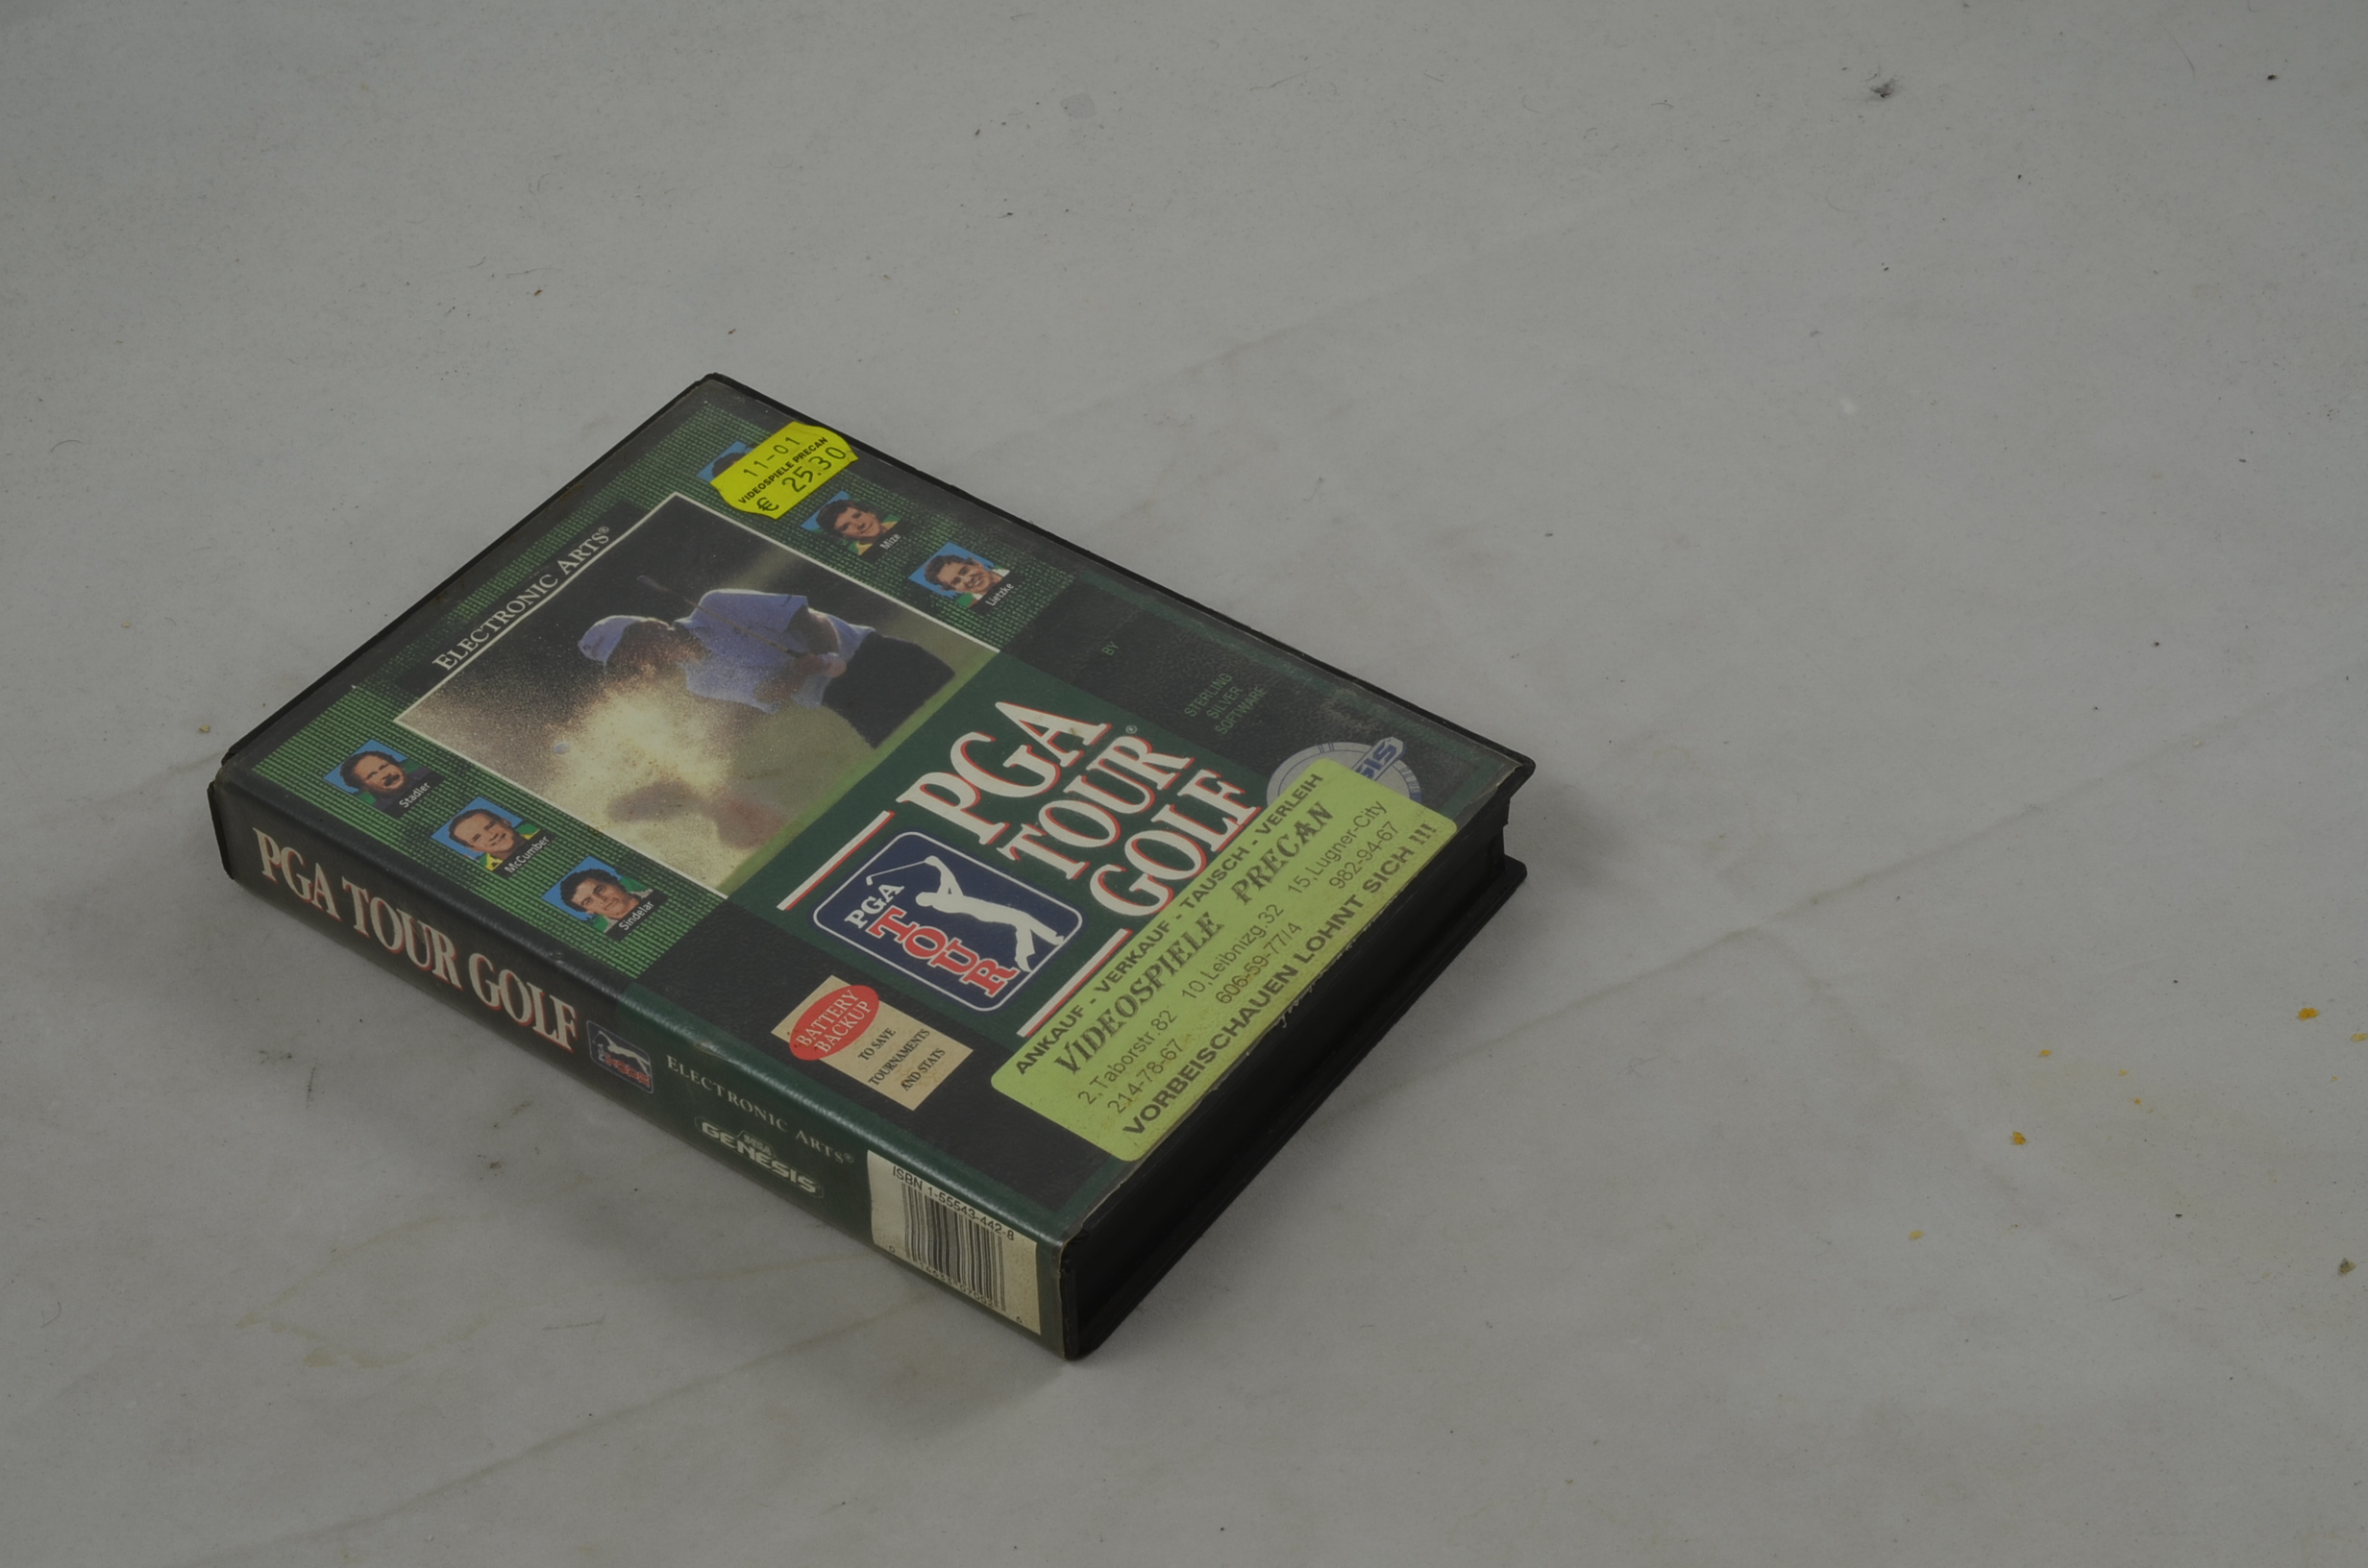 11-01
VIDEOSPIELE PRECAN
€ 25.30
ELECTRONIC ARTS®
Mize
Lietzke
Stadler
McCumber
Sindelar
BY
STERLING
SILVER
SOFTWARE
PGA
TOUR®
GOLF
PGA
TOUR
BATTERY
BACKUP
TO SAVE
TOURNAMENTS
AND STATS
ANKAUF - VERKAUF - TAUSCH - VERLEIH
VIDEOSPIELE PRECAN
2,Taborstr.82 10,Leibnizg.32 15,Lugner-City
214-78-67 606-59-77/4 982-94-67
VORBEISCHAUEN LOHNT SICH !!!
PGA TOUR GOLF
ELECTRONIC ARTS®
SEGA
GENESIS
ISBN 1-55543-442-8